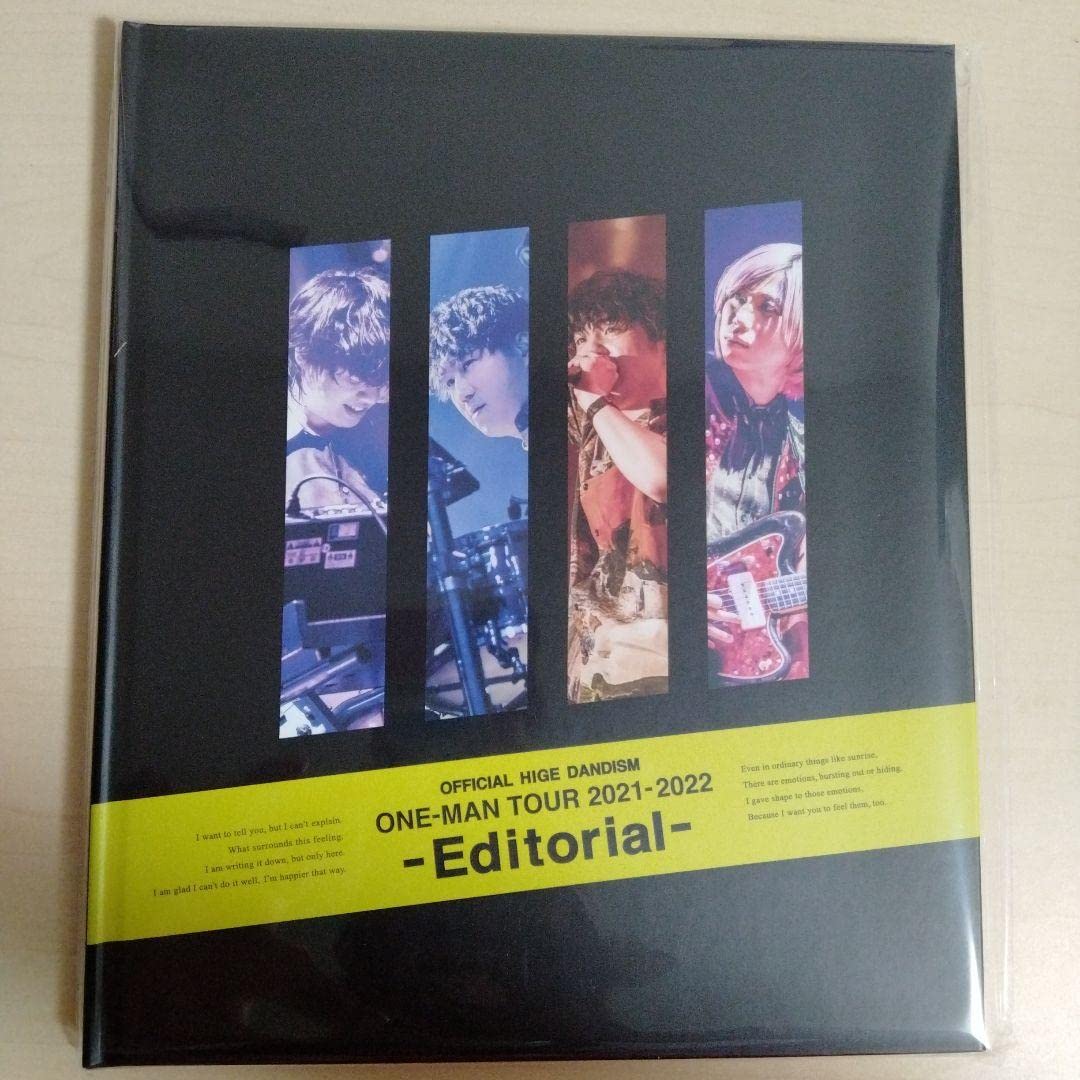 OFFICIAL HIGE DANDISM
ONE-MAN TOUR 2021-2022
-Editorial-
I want to tell you, but I can't explain.
What surrounds this feeling.
I am writing it down, but only here.
I am glad I can's do it well, I'm happier that way.
Even in ordinary things like sunrise,
There are emotions, bursting out or hiding,
I gave shape to those emotions,
Because I want you to feel them, too.